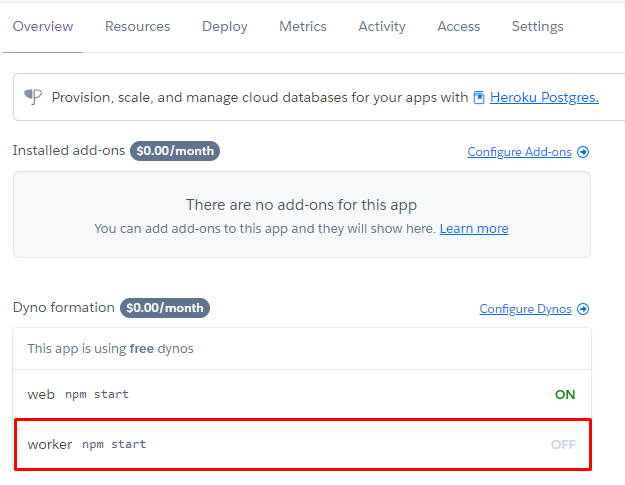 Overview Resources Deploy Metrics Activity Access Settings
Provision, scale, and manage cloud databases for your apps with Heroku Postgres.
Installed add-ons $0.00/month Configure Add-ons
There are no add-ons for this app
You can add add-ons to this app and they will show here. Learn more
Dyno formation $0.00/month Configure Dynos
This app is using free dynos
web npm start ON
worker npm start OFF